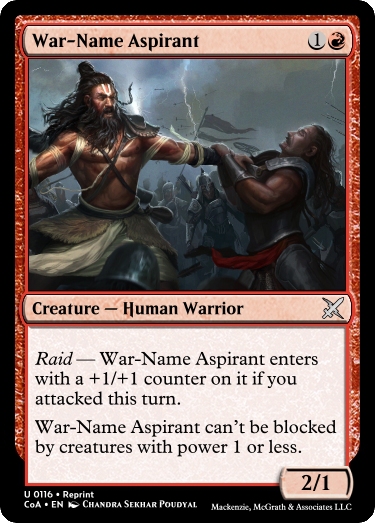 War-Name Aspirant 1
Creature — Human Warrior
Raid — War-Name Aspirant enters
with a +1/+1 counter on it if you
attacked this turn.
War-Name Aspirant can't be blocked
by creatures with power 1 or less.
2/1
U 0116 • Reprint
CoA • EN Chandra Sekhar Poudyal
Mackenzie, McGrath & Associates LLC